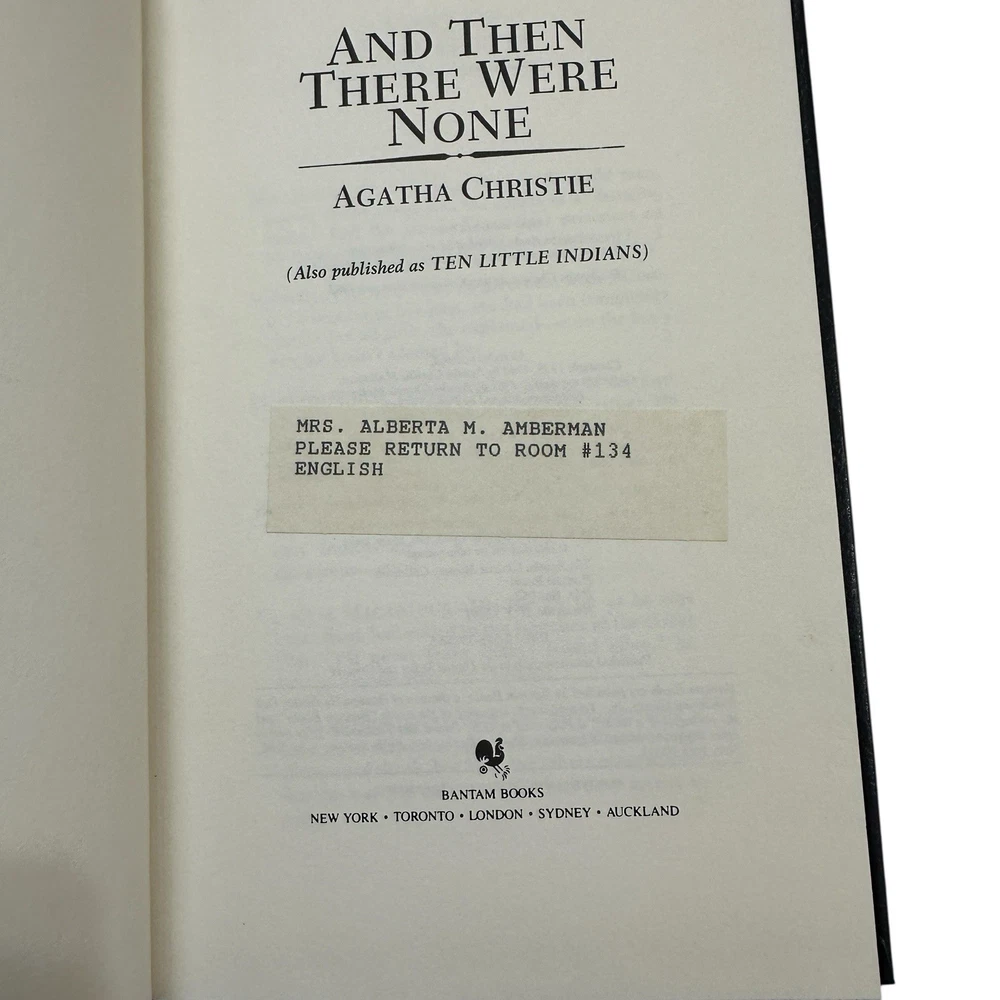 AND THEN
THERE WERE
NONE
AGATHA CHRISTIE
(Also published as TEN LITTLE INDIANS)
MRS. ALBERTA M. AMBERMAN
PLEASE RETURN TO ROOM #134
ENGLISH
BANTAM BOOKS
NEW YORK • TORONTO • LONDON • SYDNEY • AUCKLAND